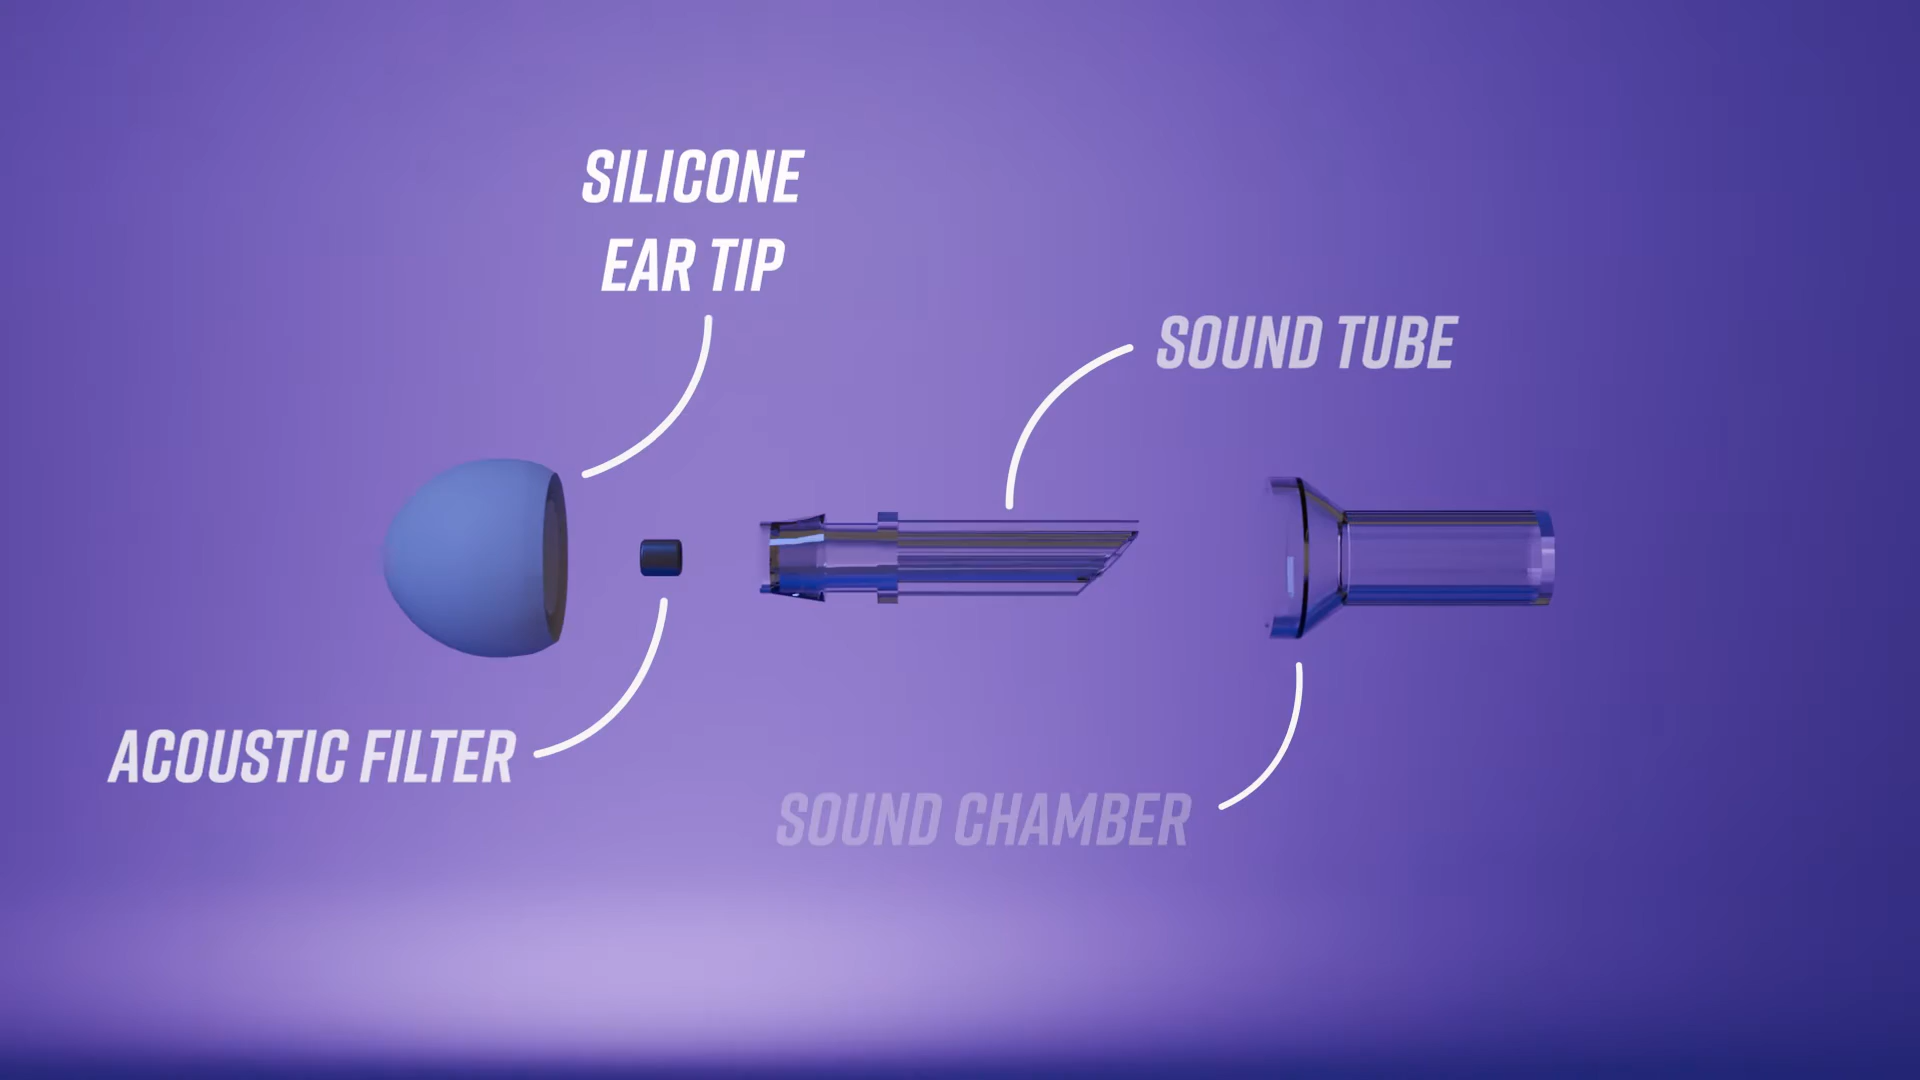 SILICONE
EAR TIP
SOUND TUBE
ACOUSTIC FILTER
SOUND CHAMBER